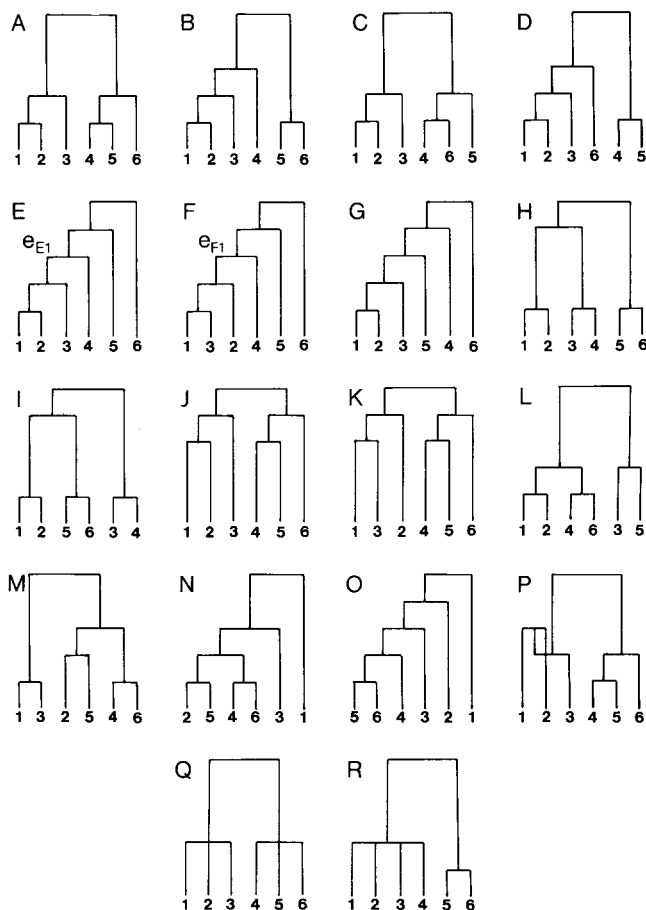 A B C D
1 2 3 4 5 6 1 2 3 4 5 6 1 2 3 4 6 5 1 2 3 6 4 5
E F G H
eE1 eF1
1 2 3 4 5 6 1 3 2 4 5 6 1 2 3 5 4 6 1 2 3 4 5 6
I J K L
1 2 5 6 3 4 1 2 3 4 5 6 1 3 2 4 5 6 1 2 4 6 3 5
M N O P
1 3 2 5 4 6 2 5 4 6 3 1 5 6 4 3 2 1 1 2 3 4 5 6
Q R
1 2 3 4 5 6 1 2 3 4 5 6